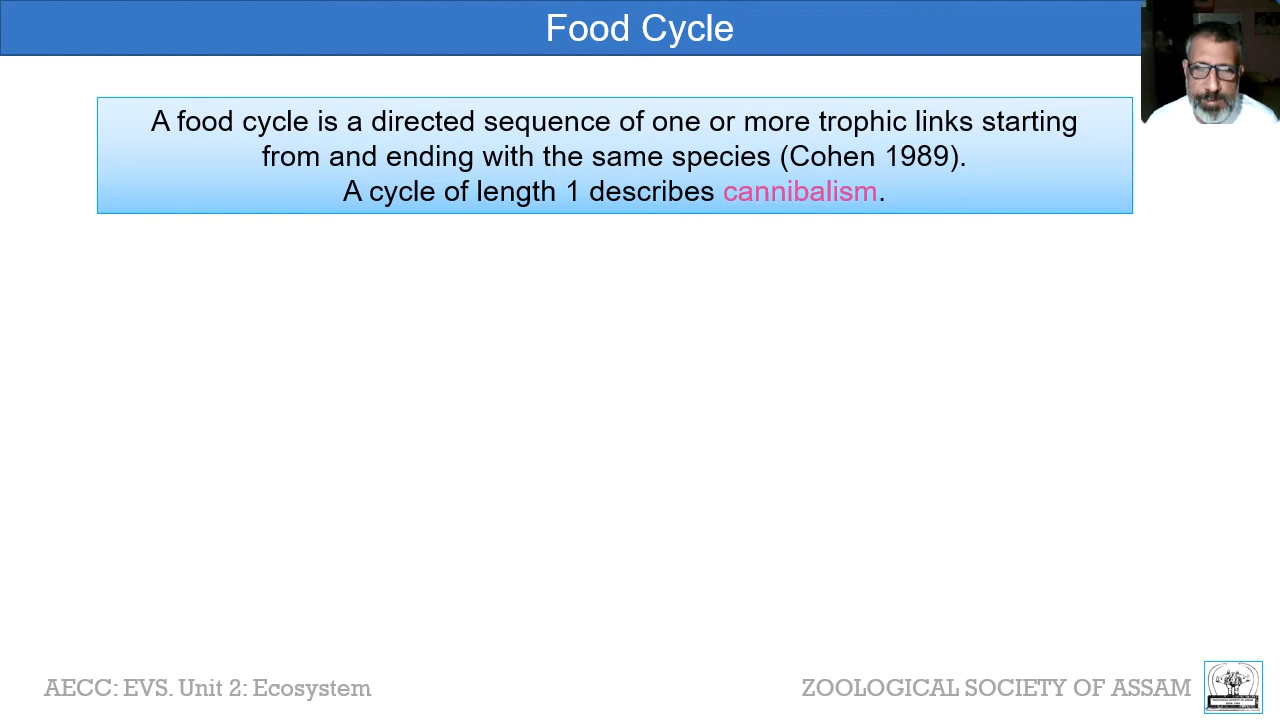 Food Cycle
A food cycle is a directed sequence of one or more trophic links starting
from and ending with the same species (Cohen 1989).
A cycle of length 1 describes cannibalism.
AECC: EVS. Unit 2: Ecosystem
ZOOLOGICAL SOCIETY OF ASSAM